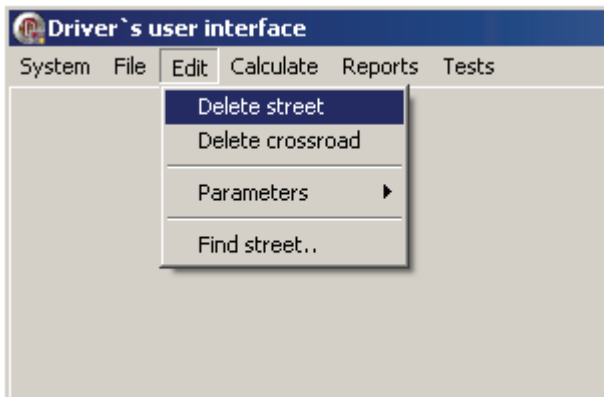 Driver`s user interface
System File Edit Calculate Reports Tests
Delete street
Delete crossroad
Parameters
Find street..